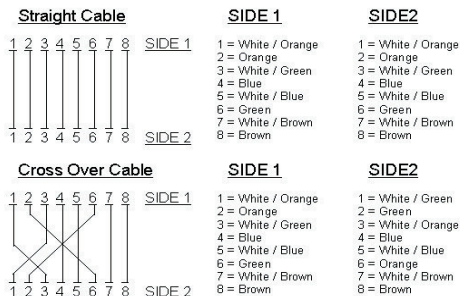 Straight Cable
1 2 3 4 5 6 7 8 SIDE 1
1 2 3 4 5 6 7 8 SIDE 2
SIDE 1
1 = White / Orange
2 = Orange
3 = White / Green
4 = Blue
5 = White / Blue
6 = Green
7 = White / Brown
8 = Brown
SIDE2
1 = White / Orange
2 = Orange
3 = White / Green
4 = Blue
5 = White / Blue
6 = Green
7 = White / Brown
8 = Brown
Cross Over Cable
1 2 3 4 5 6 7 8 SIDE 1
1 2 3 4 5 6 7 8 SIDE 2
SIDE 1
1 = White / Orange
2 = Orange
3 = White / Green
4 = Blue
5 = White / Blue
6 = Green
7 = White / Brown
8 = Brown
SIDE2
1 = White / Green
2 = Green
3 = White / Orange
4 = Blue
5 = White / Blue
6 = Orange
7 = White / Brown
8 = Brown